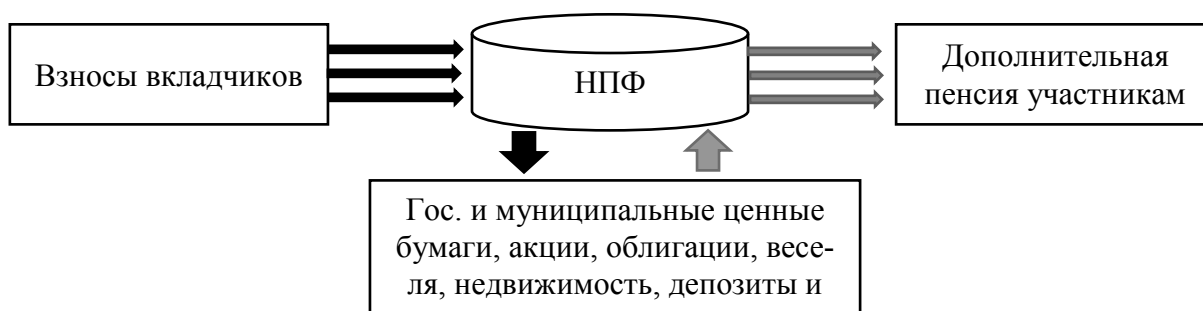 Взносы вкладчиков
НПФ
Дополнительная
пенсия участникам
Гос. и муниципальные ценные
бумаги, акции, облигации, весе-
ля, недвижимость, депозиты и